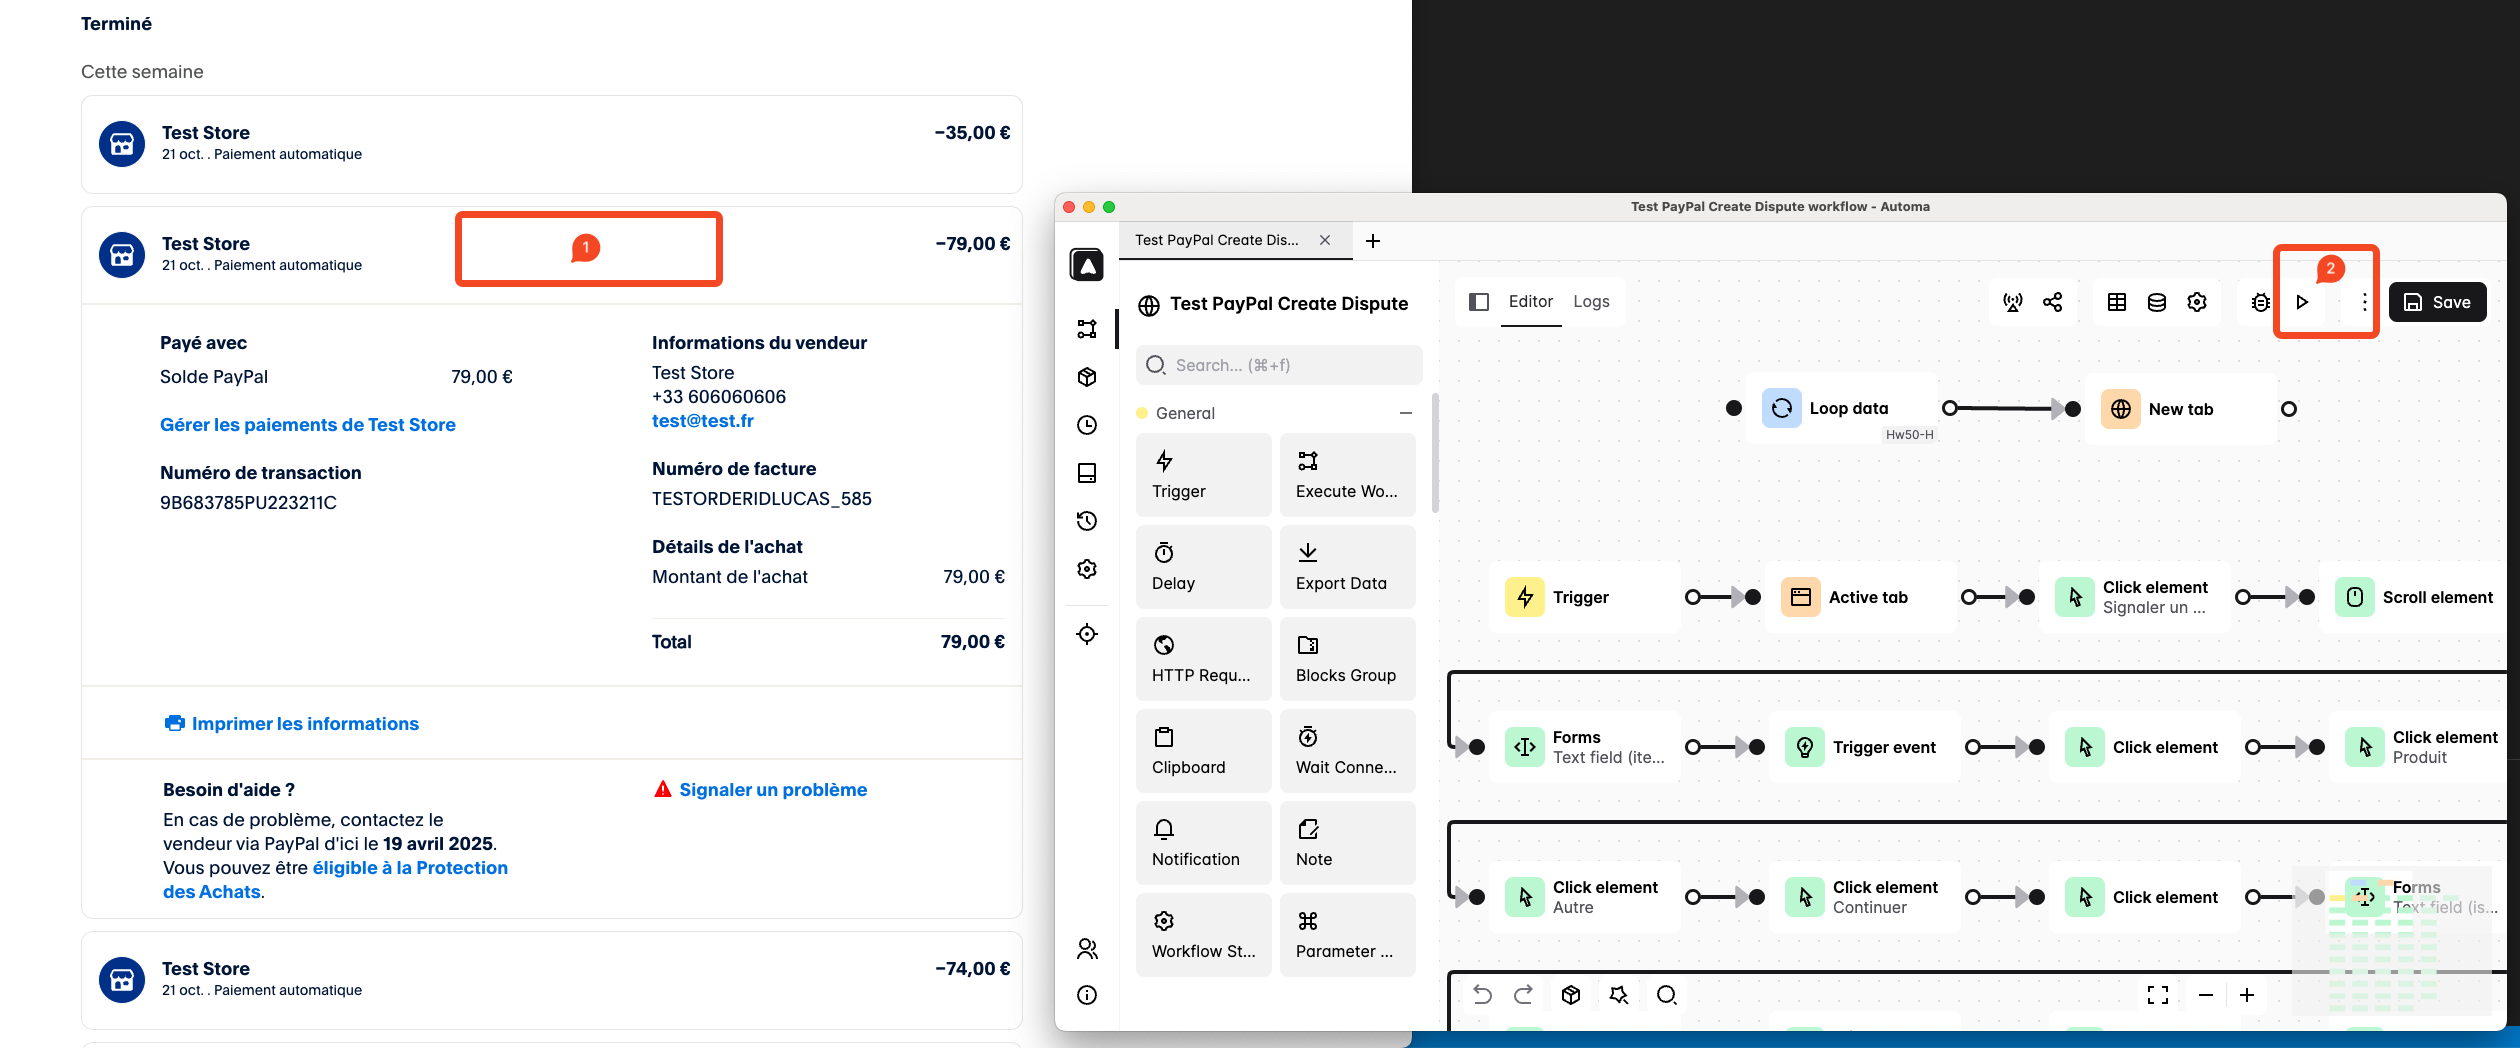 Terminé
Cette semaine
Test Store
−35,00 €
21 oct. . Paiement automatique
Test Store
−79,00 €
21 oct. . Paiement automatique
1
Payé avec
Solde PayPal
79,00 €
Gérer les paiements de Test Store
Numéro de transaction
9B683785PU223211C
Informations du vendeur
Test Store
+33 606060606
test@test.fr
Numéro de facture
TESTORDERIDLUCAS_585
Détails de l'achat
Montant de l'achat
79,00 €
Total
79,00 €
Imprimer les informations
Besoin d'aide ?
En cas de problème, contactez le
vendeur via PayPal d'ici le 19 avril 2025.
Vous pouvez être éligible à la Protection
des Achats.
Signaler un problème
Test Store
−74,00 €
21 oct. . Paiement automatique
Test PayPal Create Dispute workflow - Automa
Test PayPal Create Dis...
Test PayPal Create Dispute
Search... (⌘+f)
General
Trigger
Execute Wo...
Delay
Export Data
HTTP Requ...
Blocks Group
Clipboard
Wait Conne...
Notification
Note
Workflow St...
Parameter ...
Editor
Logs
2
Save
Loop data
Hw50-H
New tab
Trigger
Active tab
Click element
Signaler un ...
Scroll element
Forms
Text field (ite...
Trigger event
Click element
Click element
Produit
Click element
Autre
Click element
Continuer
Click element
Forms
Text field (is...